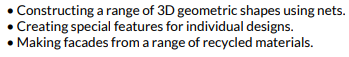 • Constructing a range of 3D geometric shapes using nets.
• Creating special features for individual designs.
• Making facades from a range of recycled materials.